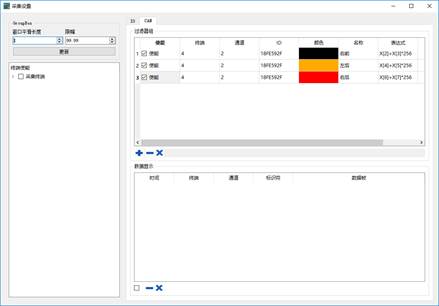 采集设置
GroupBox
窗口平滑长度 限幅
1 99.99
更新
终端使能
采集终端
IO CAN
过滤器组
使能 终端 通道 ID 颜色 名称 表达式
1 使能 4 2 18FE592F 右前 X[2]+X[3]*256
2 使能 4 2 18FE592F 左后 X[4]+X[5]*256
3 使能 4 2 18FE592F 右后 X[6]+X[7]*256
数据显示
时间 终端 通道 标识符 数据帧